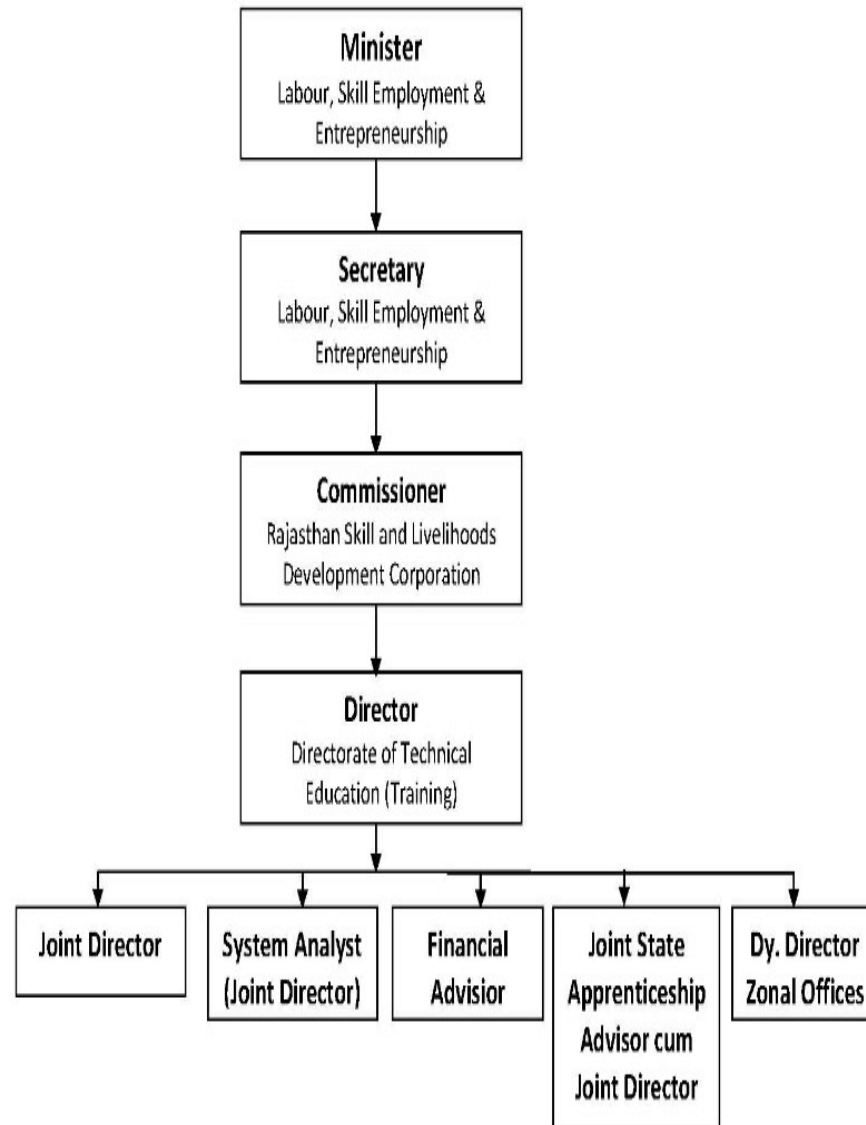 Minister
Labour, Skill Employment &
Entrepreneurship
Secretary
Labour, Skill Employment &
Entrepreneurship
Commissioner
Rajasthan Skill and Livelihoods
Development Corporation
Director
Directorate of Technical
Education (Training)
Joint Director
System Analyst
(Joint Director)
Financial
Advisior
Joint State
Apprenticeship
Advisor cum
Joint Director
Dy. Director
Zonal Offices